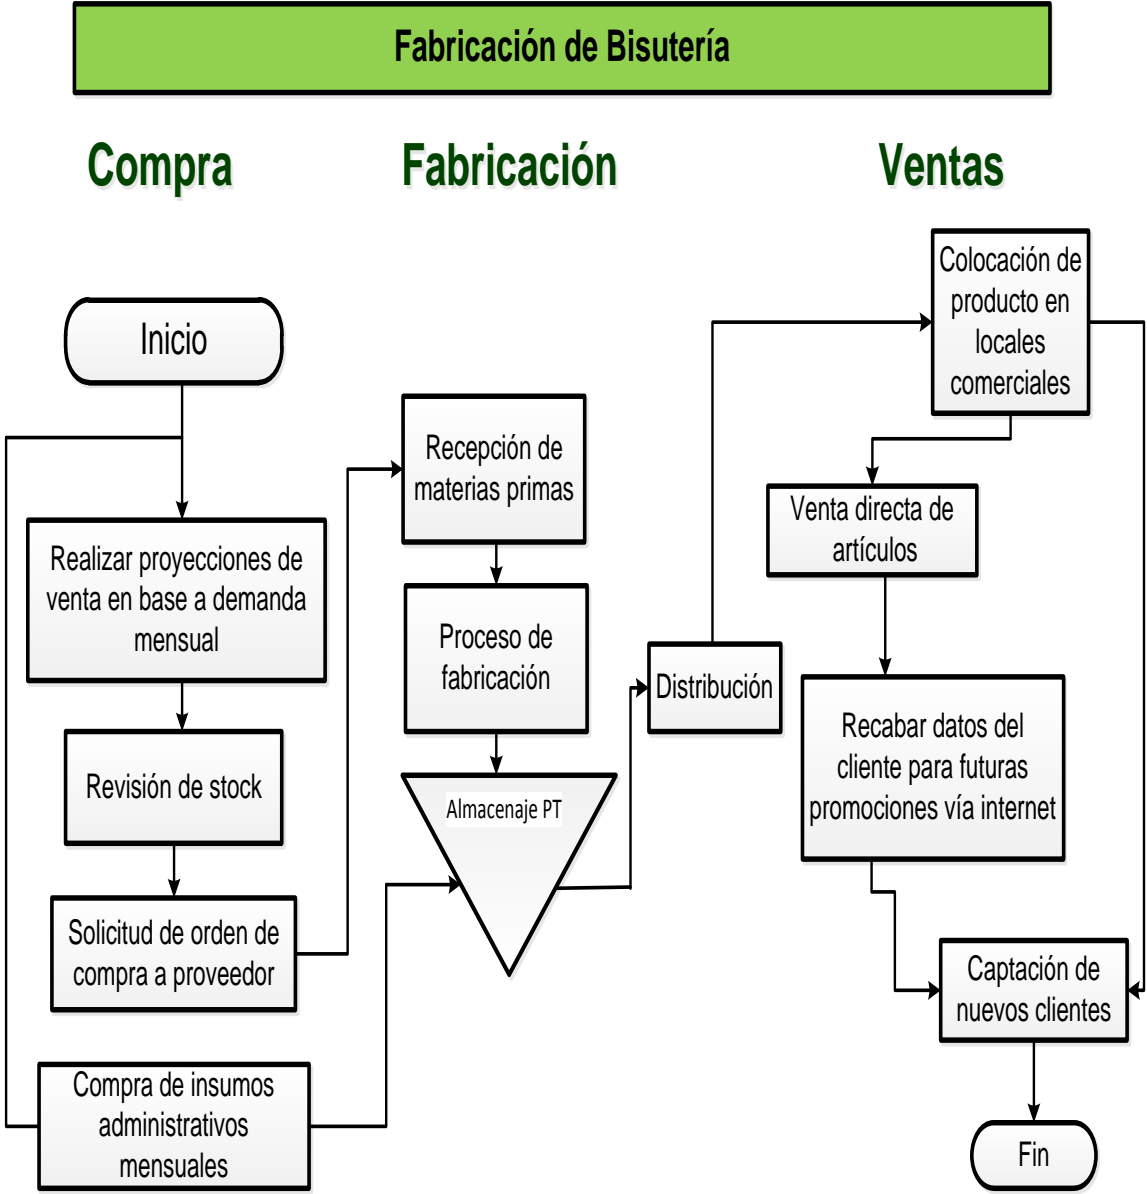 Fabricación de Bisutería
Compra
Fabricación
Ventas
Inicio
Realizar proyecciones de
venta en base a demanda
mensual
Revisión de stock
Solicitud de orden de
compra a proveedor
Compra de insumos
administrativos
mensuales
Recepción de
materias primas
Proceso de
fabricación
Almacenaje PT
Distribución
Colocación de
producto en
locales
comerciales
Venta directa de
artículos
Recabar datos del
cliente para futuras
promociones vía internet
Captación de
nuevos clientes
Fin